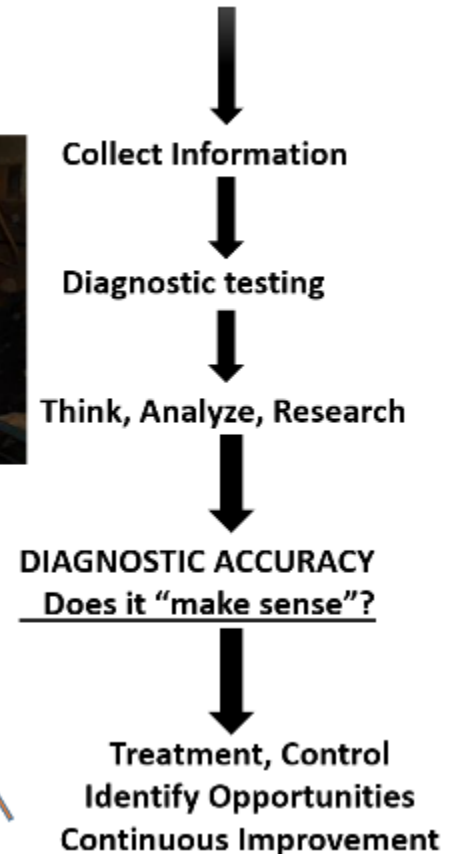 Collect Information
Diagnostic testing
Think, Analyze, Research
DIAGNOSTIC ACCURACY
Does it “make sense”?
Treatment, Control
Identify Opportunities
Continuous Improvement